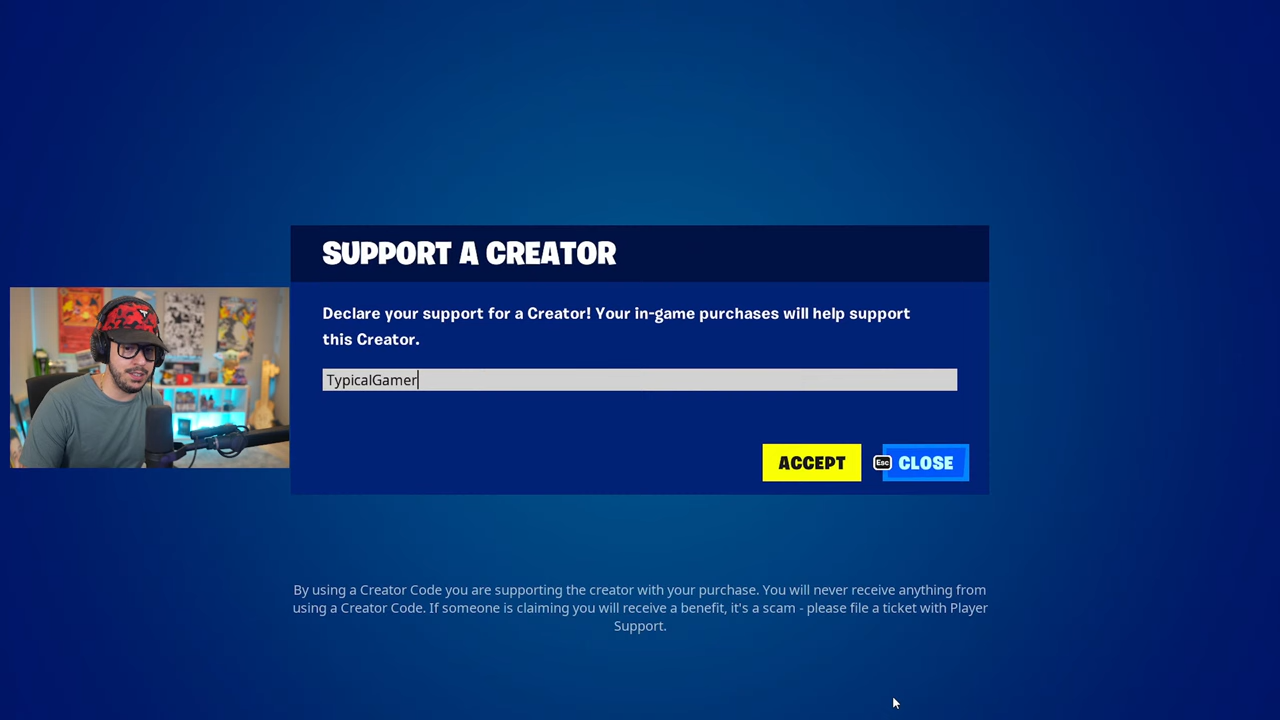 SUPPORT A CREATOR
Declare your support for a Creator! Your in-game purchases will help support
this Creator.
TypicalGamer
ACCEPT
Esc
CLOSE
By using a Creator Code you are supporting the creator with your purchase. You will never receive anything from
using a Creator Code. If someone is claiming you will receive a benefit, it's a scam - please file a ticket with Player
Support.